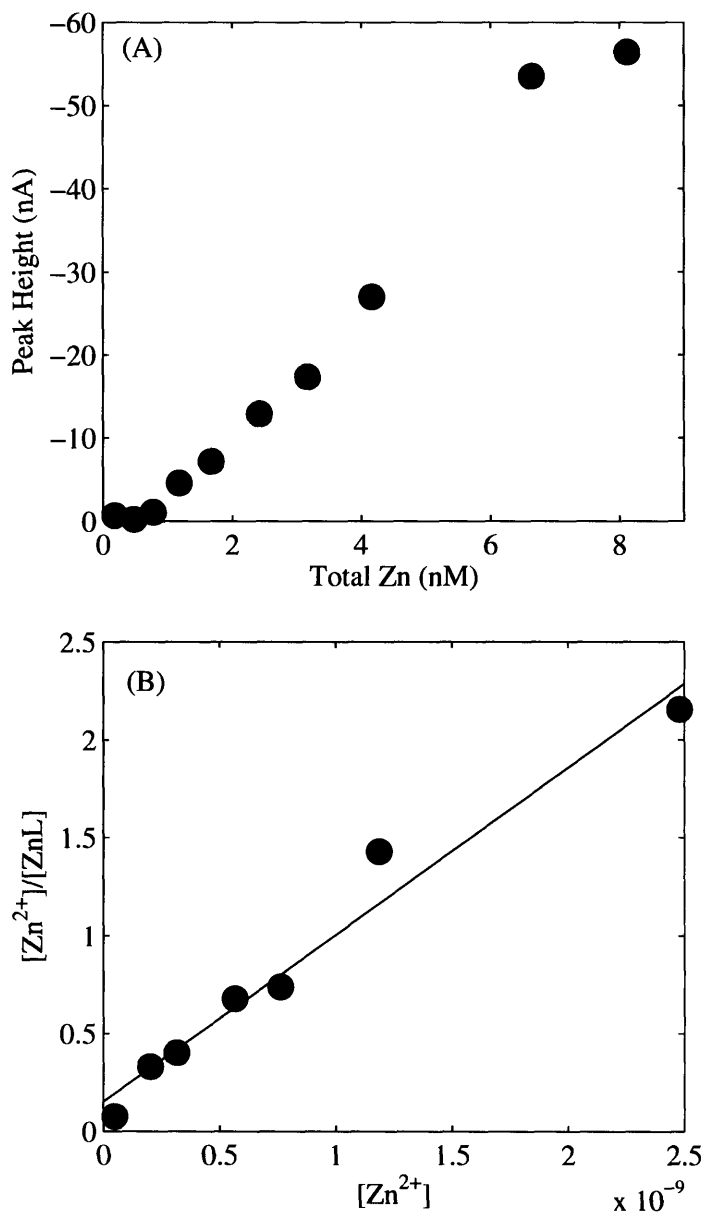 (A)
Peak Height (nA)
−60
−50
−40
−30
−20
−10
0
0 2 4 6 8
Total Zn (nM)
(B)
[Zn²⁺]/[ZnL]
2.5
2
1.5
1
0.5
0
0 0.5 1 1.5 2 2.5
[Zn²⁺]
x 10⁻⁹